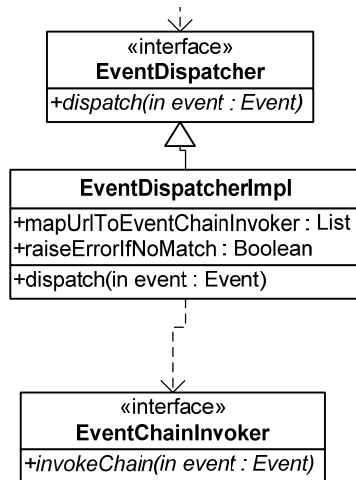 «interface»
EventDispatcher
+dispatch(in event : Event)
EventDispatcherImpl
+mapUrlToEventChainInvoker : List
+raiseErrorIfNoMatch : Boolean
+dispatch(in event : Event)
«interface»
EventChainInvoker
+invokeChain(in event : Event)